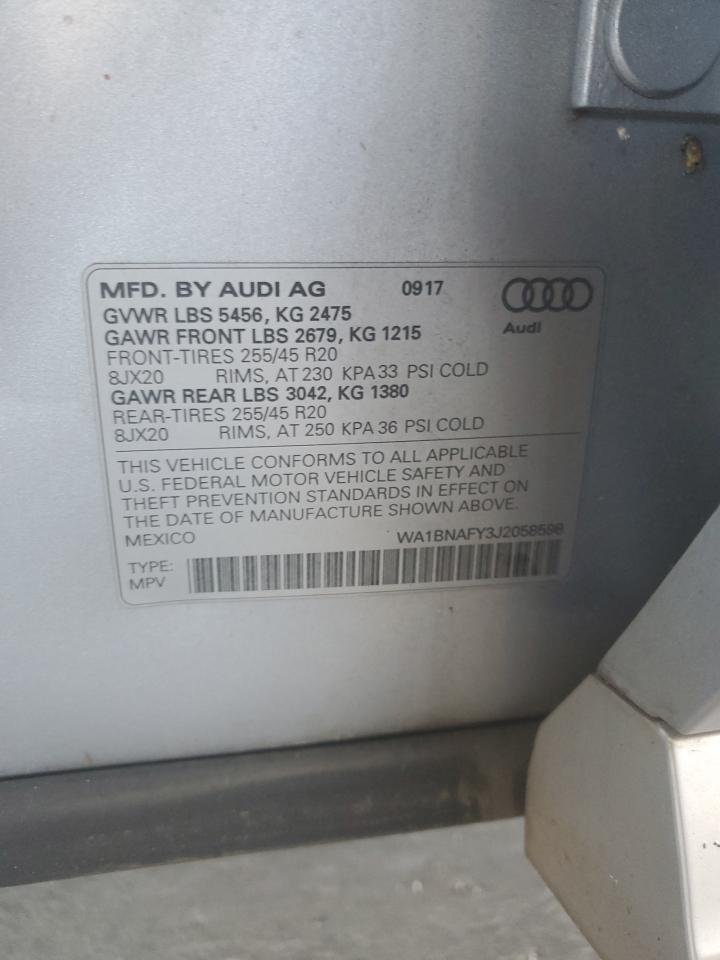 MFD. BY AUDI AG 0917
Audi
GVWR LBS 5456, KG 2475
GAWR FRONT LBS 2679, KG 1215
FRONT-TIRES 255/45 R20
8JX20 RIMS, AT 230 KPA 33 PSI COLD
GAWR REAR LBS 3042, KG 1380
REAR-TIRES 255/45 R20
8JX20 RIMS, AT 250 KPA 36 PSI COLD
THIS VEHICLE CONFORMS TO ALL APPLICABLE
U.S. FEDERAL MOTOR VEHICLE SAFETY AND
THEFT PREVENTION STANDARDS IN EFFECT ON
THE DATE OF MANUFACTURE SHOWN ABOVE.
MEXICO WA1BNAFY3J2058598
TYPE:
MPV